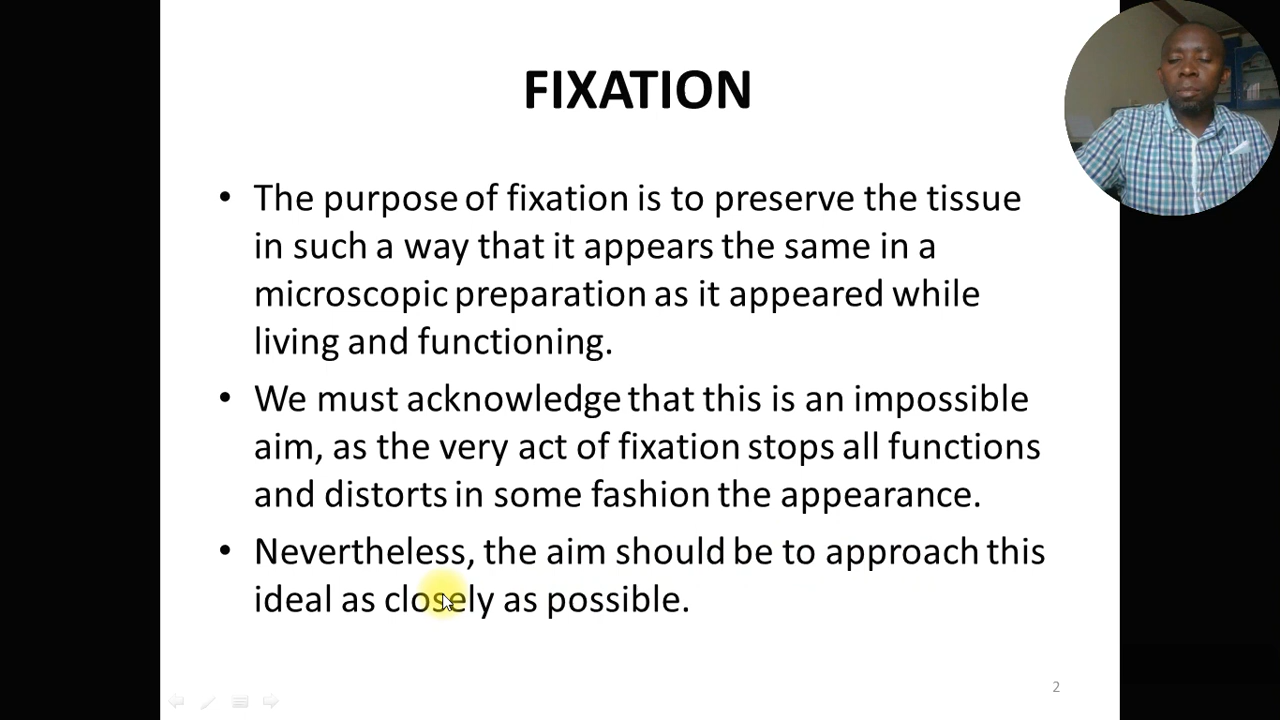 FIXATION
• The purpose of fixation is to preserve the tissue
in such a way that it appears the same in a
microscopic preparation as it appeared while
living and functioning.
• We must acknowledge that this is an impossible
aim, as the very act of fixation stops all functions
and distorts in some fashion the appearance.
• Nevertheless, the aim should be to approach this
ideal as closely as possible.
2